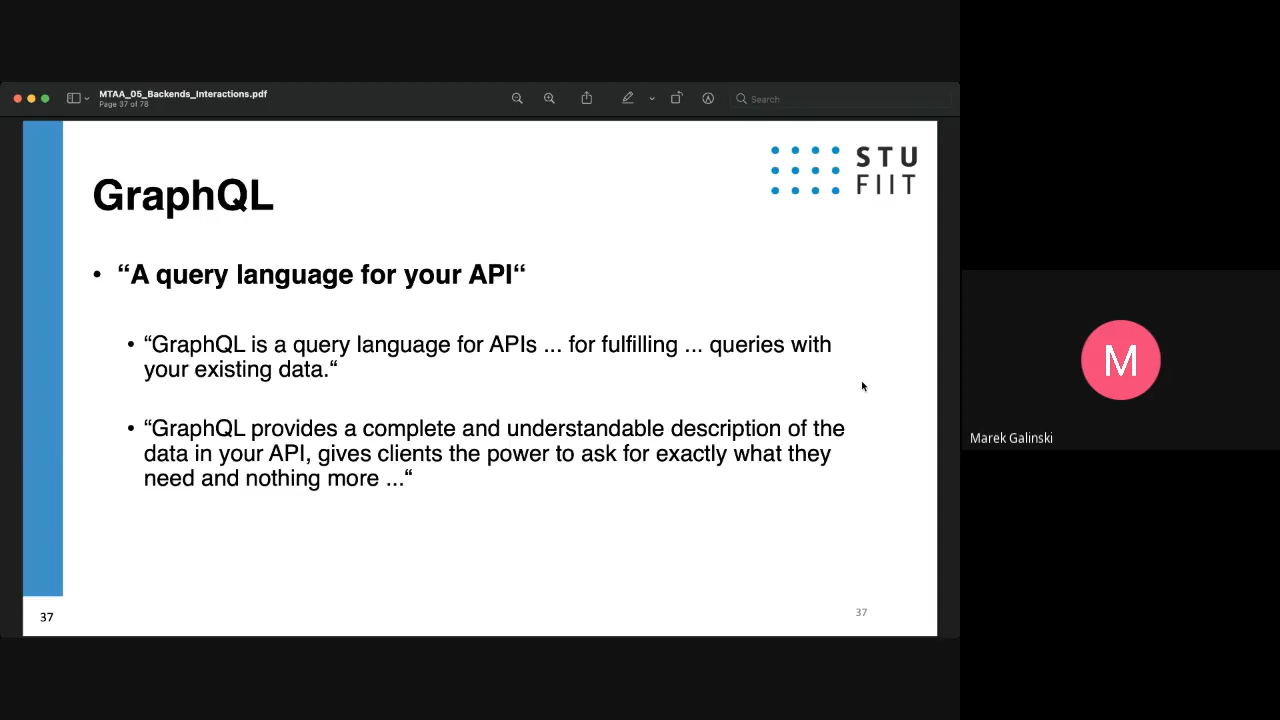 MTAA_05_Backends_Interactions.pdf
Page 37 of 78
Search
STU
FIIT
GraphQL
• “A query language for your API“
• “GraphQL is a query language for APIs ... for fulfilling ... queries with
your existing data.“
• “GraphQL provides a complete and understandable description of the
data in your API, gives clients the power to ask for exactly what they
need and nothing more ...“
37
37
M
Marek Galinski